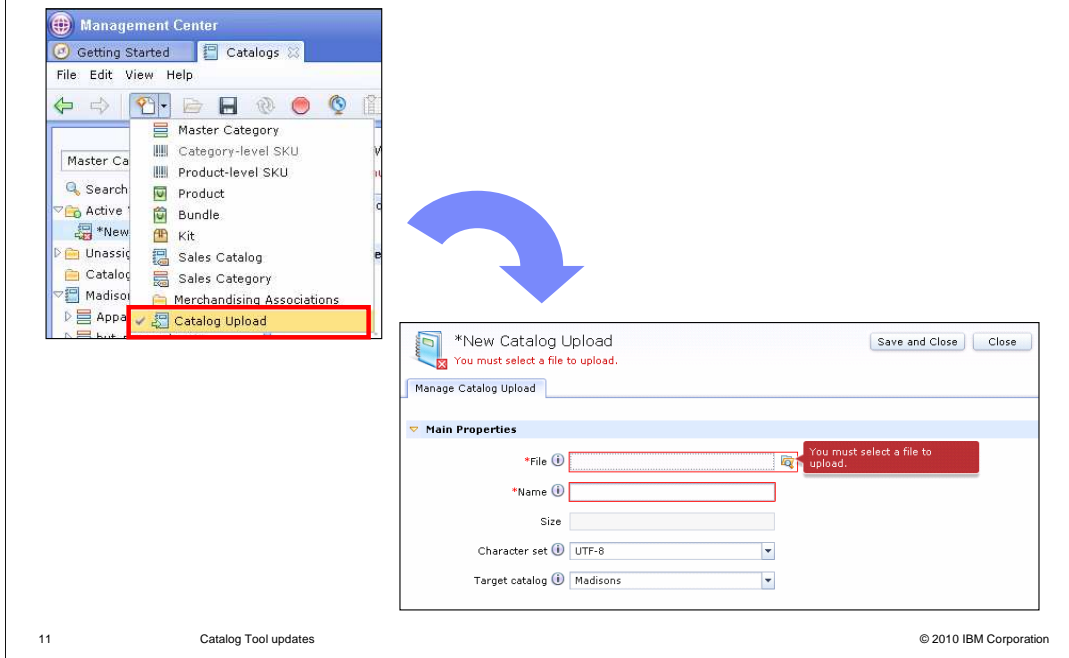 Management Center
Getting Started
Catalogs
File Edit View Help
Master Category
Category-level SKU
Master Ca
Product-level SKU
Search
Product
Active
Bundle
*New
Kit
Unassig
Sales Catalog
Catalog
Sales Category
Madiso
Merchandising Associations
Appa
Catalog Upload
*New Catalog Upload
Save and Close
Close
You must select a file to upload.
Manage Catalog Upload
Main Properties
*File
You must select a file to
upload.
*Name
Size
Character set
UTF-8
Target catalog
Madisons
11
Catalog Tool updates
© 2010 IBM Corporation